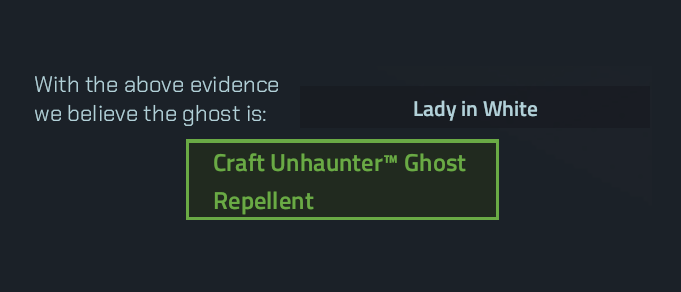 With the above evidence
we believe the ghost is:
Lady in White
Craft Unhaunter™ Ghost
Repellent